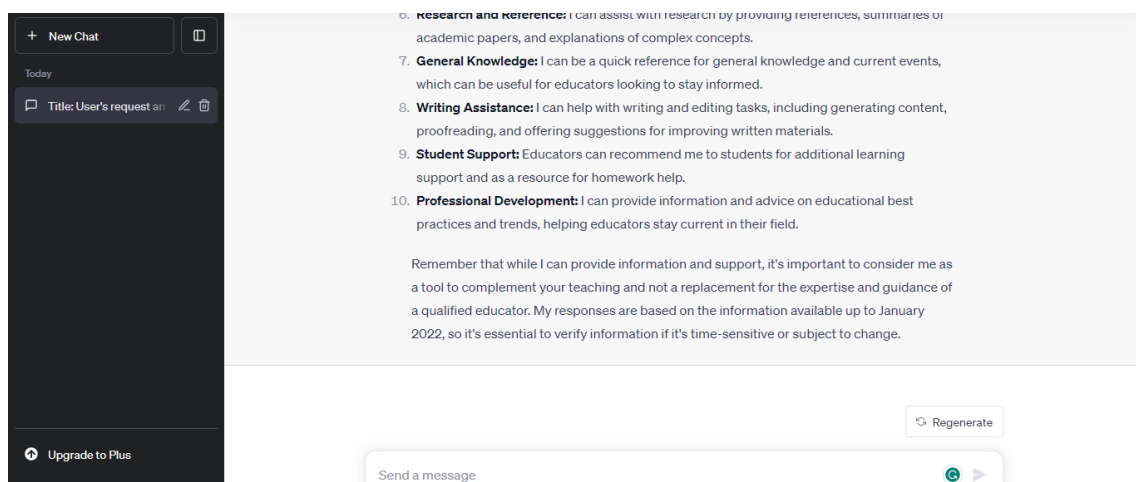 + New Chat
Today
Title: User's request an
Upgrade to Plus
6. Research and Reference: I can assist with research by providing references, summaries of
academic papers, and explanations of complex concepts.
7. General Knowledge: I can be a quick reference for general knowledge and current events,
which can be useful for educators looking to stay informed.
8. Writing Assistance: I can help with writing and editing tasks, including generating content,
proofreading, and offering suggestions for improving written materials.
9. Student Support: Educators can recommend me to students for additional learning
support and as a resource for homework help.
10. Professional Development: I can provide information and advice on educational best
practices and trends, helping educators stay current in their field.
Remember that while I can provide information and support, it's important to consider me as
a tool to complement your teaching and not a replacement for the expertise and guidance of
a qualified educator. My responses are based on the information available up to January
2022, so it's essential to verify information if it's time-sensitive or subject to change.
Regenerate
Send a message